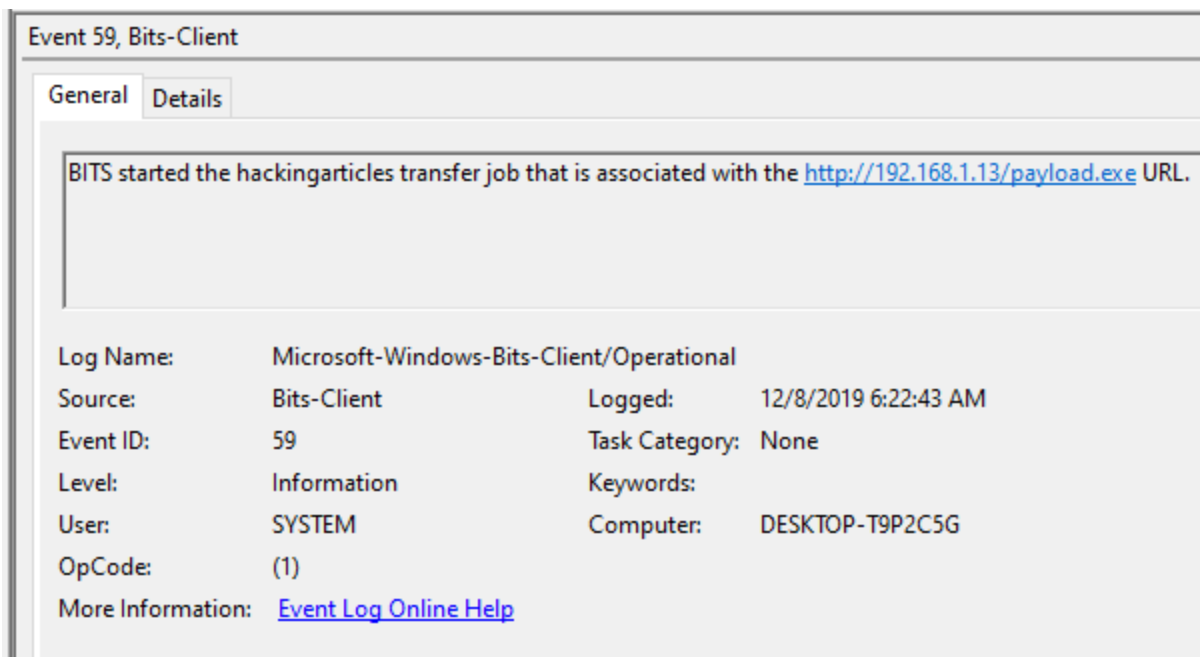 Event 59, Bits-Client
General Details
BITS started the hackingarticles transfer job that is associated with the http://192.168.1.13/payload.exe URL.
Log Name: Microsoft-Windows-Bits-Client/Operational
Source: Bits-Client Logged: 12/8/2019 6:22:43 AM
Event ID: 59 Task Category: None
Level: Information Keywords:
User: SYSTEM Computer: DESKTOP-T9P2C5G
OpCode: (1)
More Information: Event Log Online Help